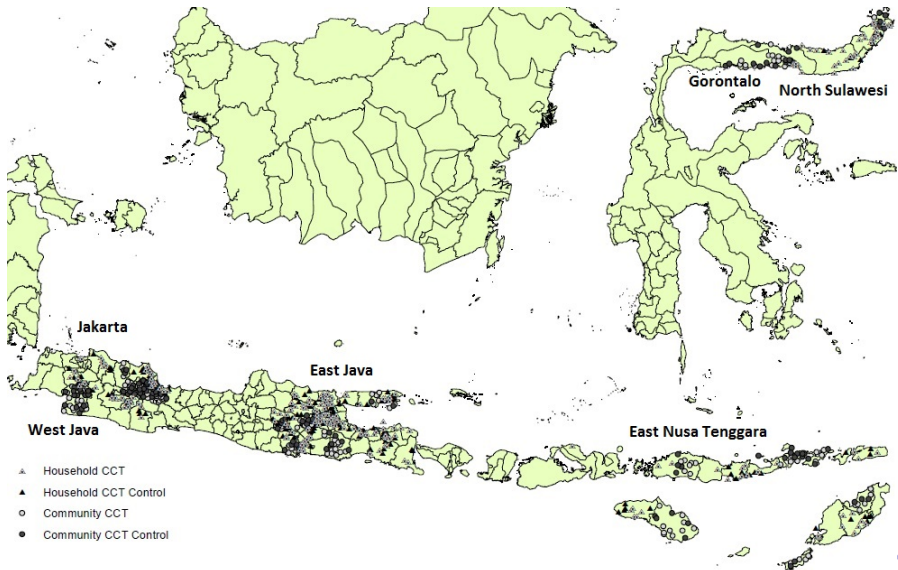 Gorontalo
North Sulawesi
Jakarta
East Java
West Java
East Nusa Tenggara
Household CCT
Household CCT Control
Community CCT
Community CCT Control